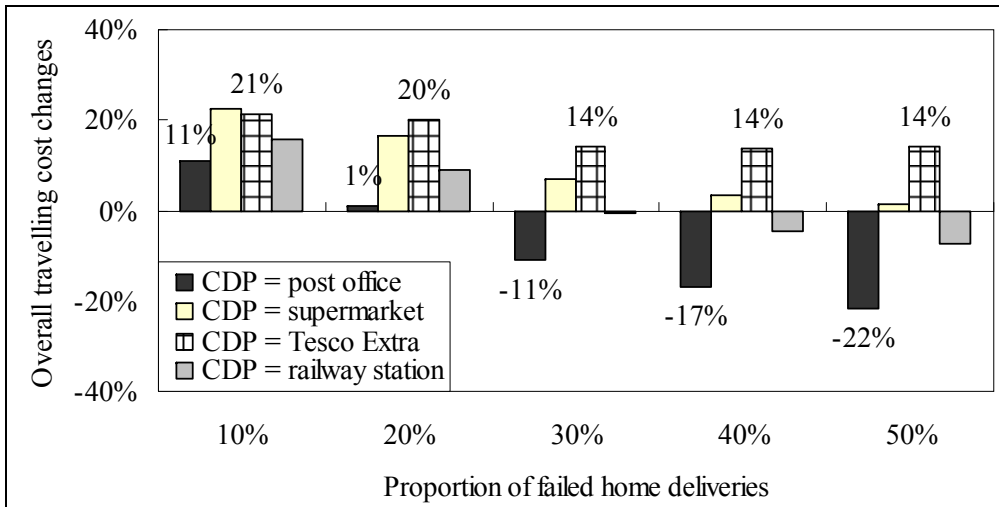 Overall travelling cost changes
40%
20%
0%
-20%
-40%
11%
21%
1%
20%
-11%
14%
-17%
14%
-22%
14%
CDP = post office
CDP = supermarket
CDP = Tesco Extra
CDP = railway station
10% 20% 30% 40% 50%
Proportion of failed home deliveries